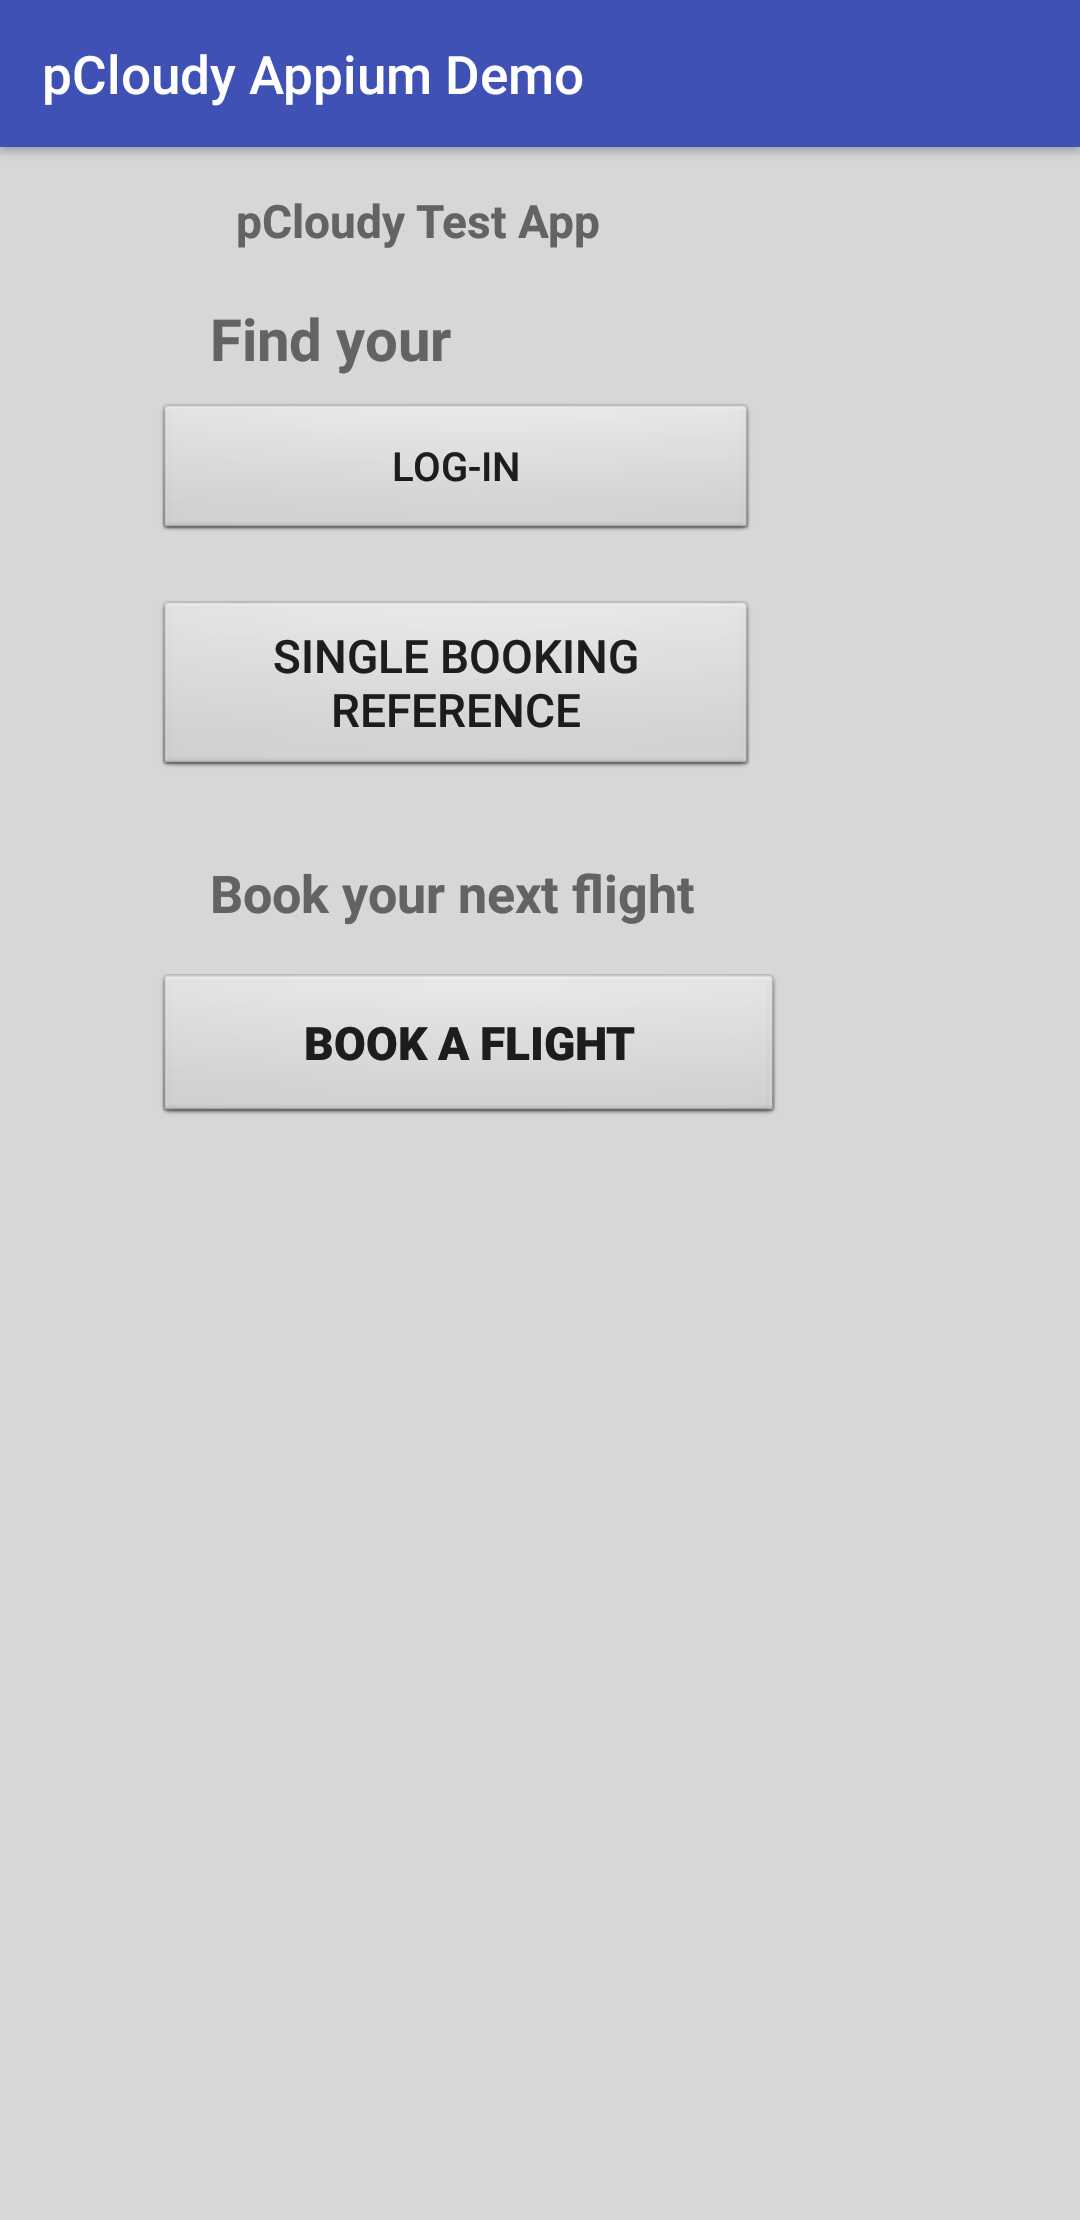 pCloudy Appium Demo
pCloudy Test App
Find your
LOG-IN
SINGLE BOOKING
REFERENCE
Book your next flight
BOOK A FLIGHT